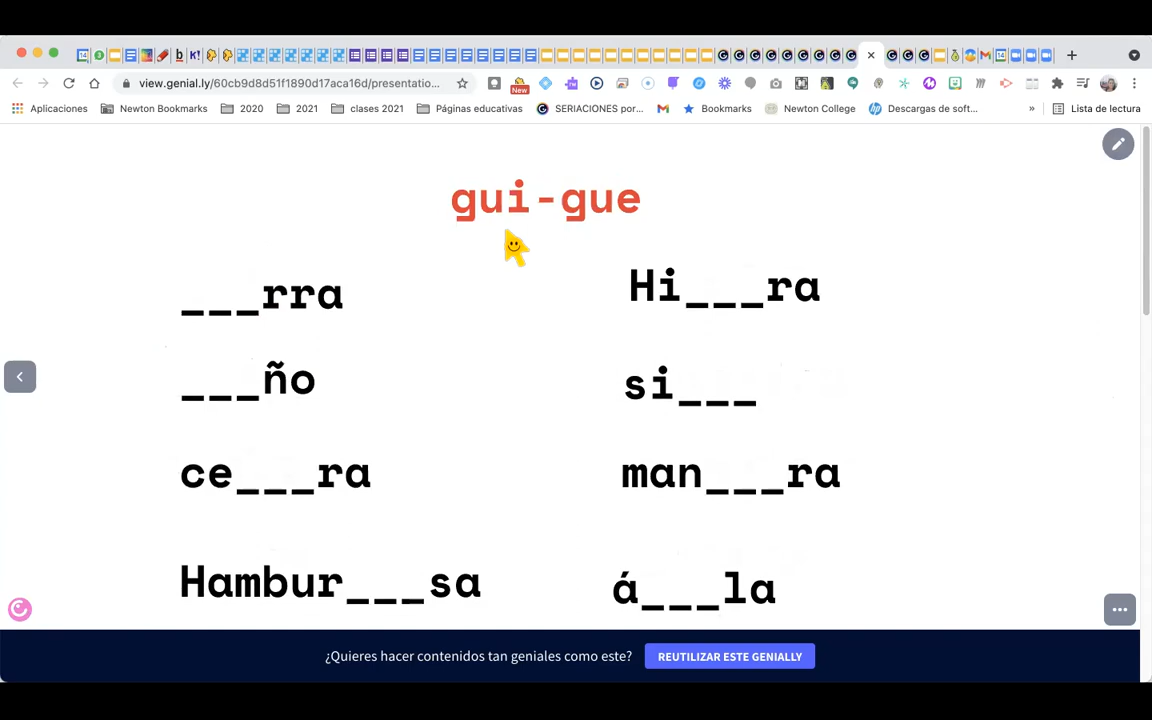 view.genial.ly/60cb9d8d51f1890d17aca16d/presentatio...
New
Aplicaciones Newton Bookmarks 2020 2021 clases 2021 Páginas educativas SERIACIONES por... Bookmarks Newton College Descargas de soft... » Lista de lectura
gui-gue
___rra Hi___ra
___ño si___
ce___ra man___ra
Hambur___sa á___la
¿Quieres hacer contenidos tan geniales como este? REUTILIZAR ESTE GENIALLY